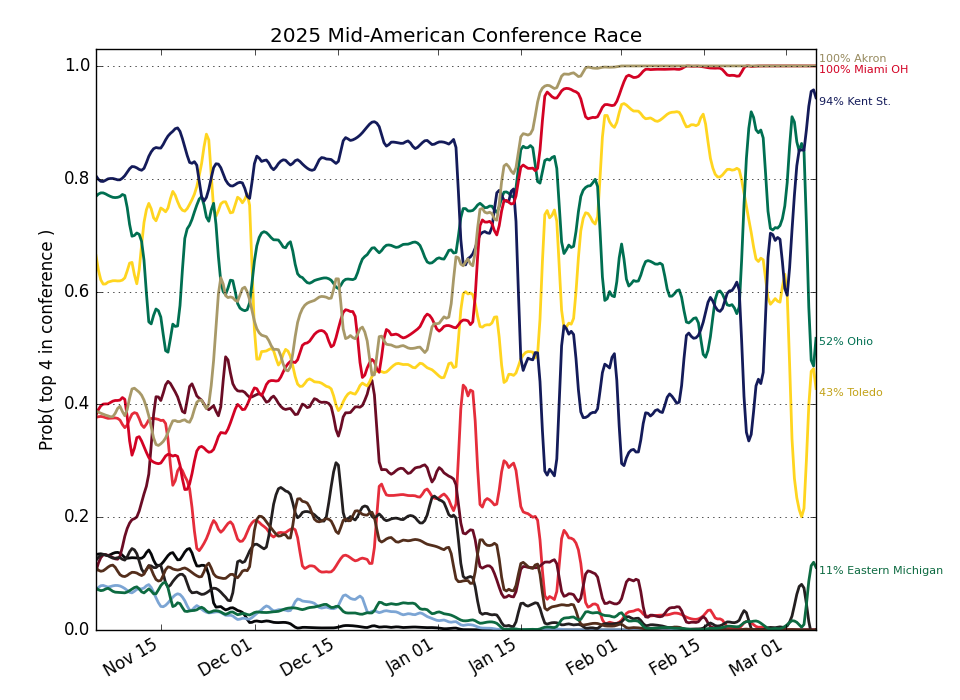 2025 Mid-American Conference Race
Prob( top 4 in conference )
1.0
0.8
0.6
0.4
0.2
0.0
100% Akron
100% Miami OH
94% Kent St.
52% Ohio
43% Toledo
11% Eastern Michigan
Nov 15
Dec 01
Dec 15
Jan 01
Jan 15
Feb 01
Feb 15
Mar 01